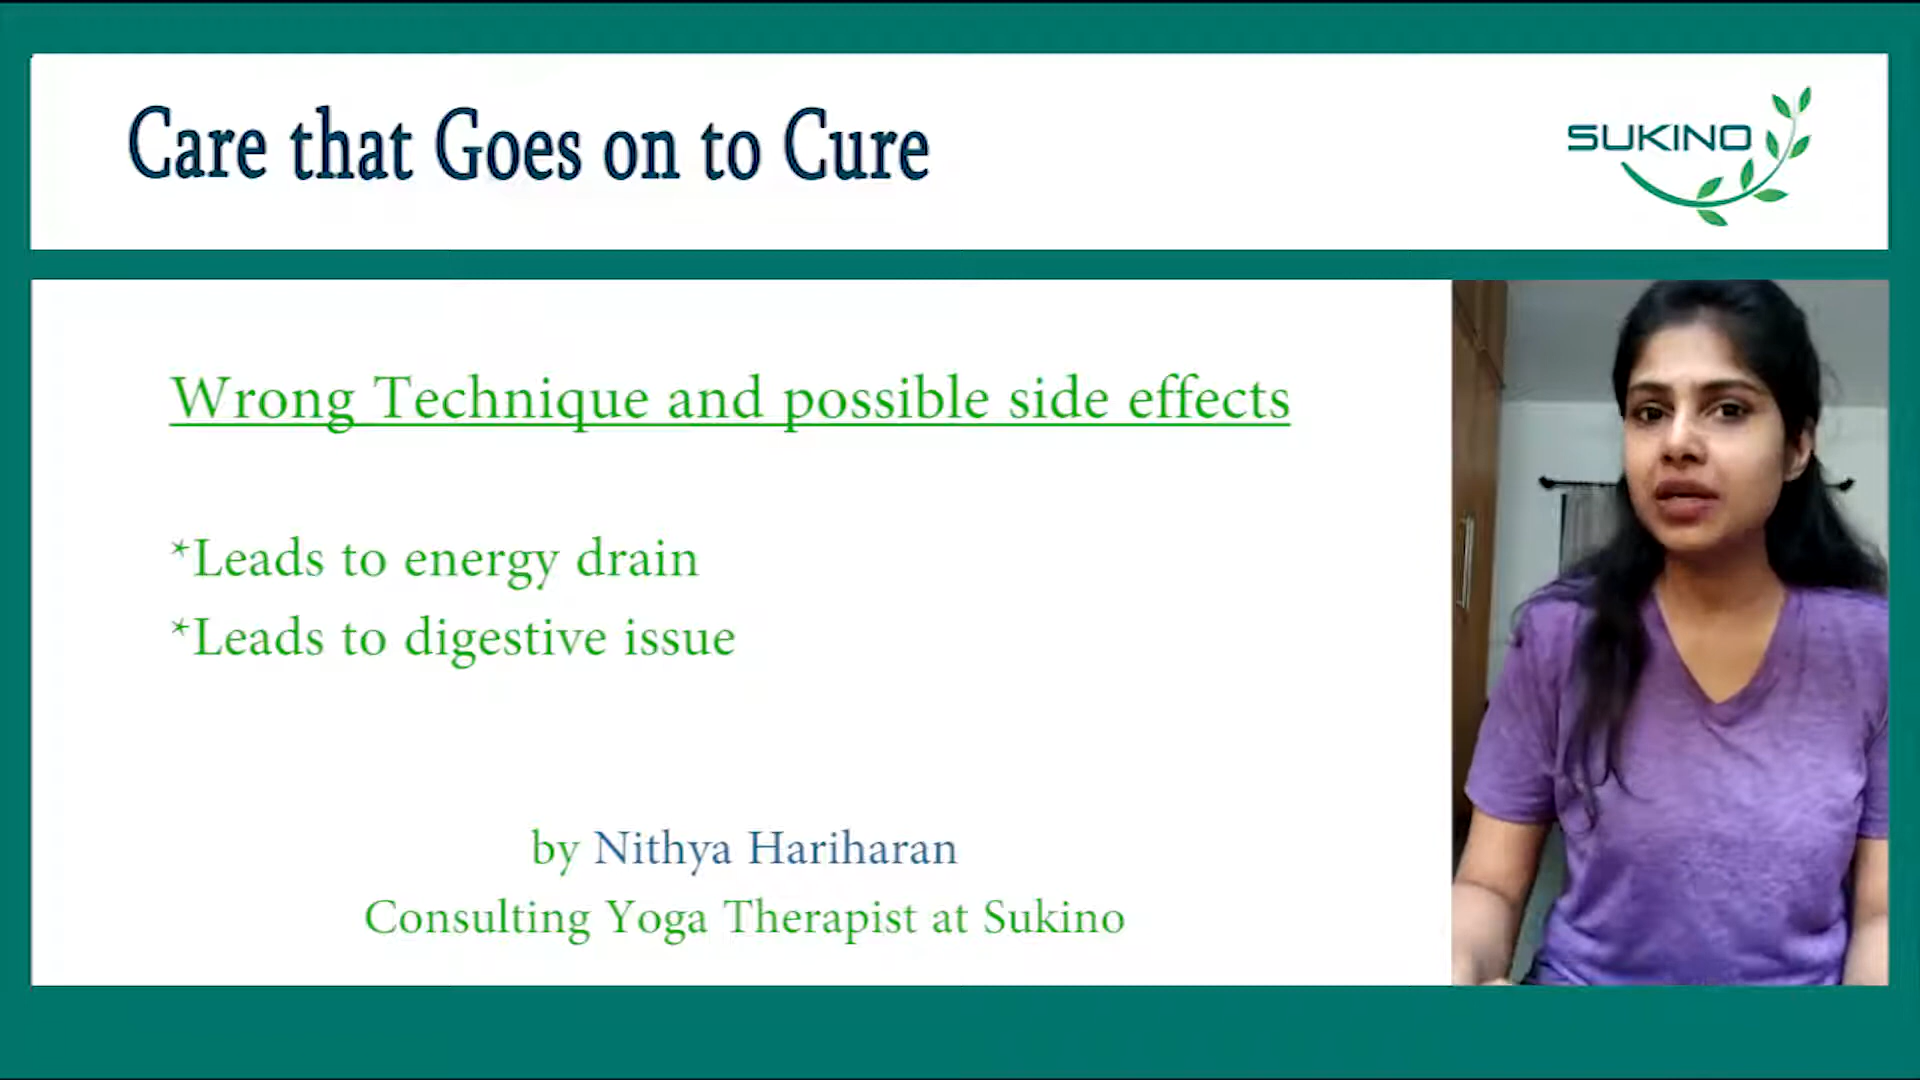 Care that Goes on to Cure
SUKINO
Wrong Technique and possible side effects
*Leads to energy drain
*Leads to digestive issue
by Nithya Hariharan
Consulting Yoga Therapist at Sukino